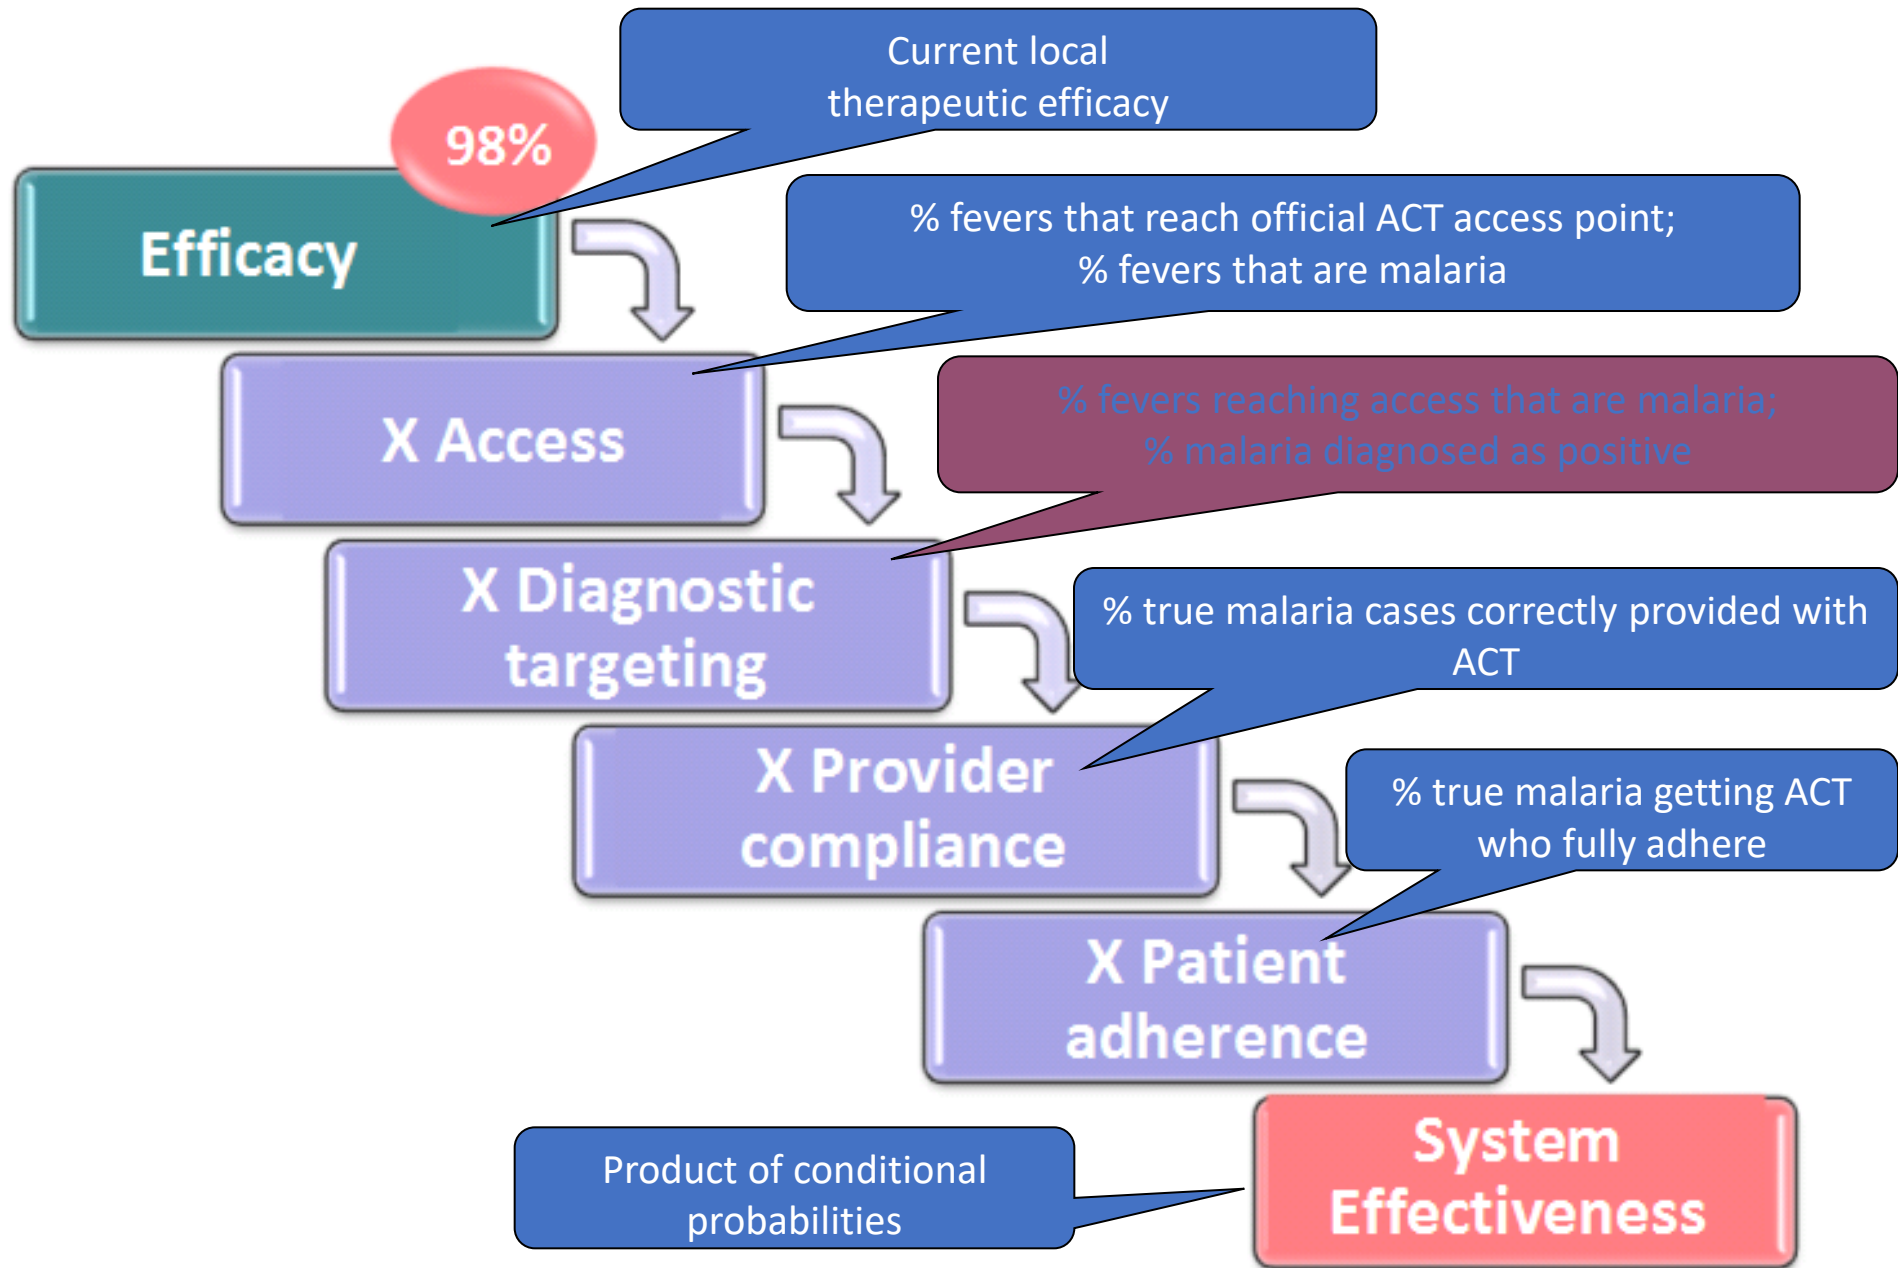 Current local
therapeutic efficacy
98%
Efficacy
% fevers that reach official ACT access point;
% fevers that are malaria
X Access
% fevers reaching access that are malaria;
% malaria diagnosed as positive
X Diagnostic
targeting
% true malaria cases correctly provided with
ACT
X Provider
compliance
% true malaria getting ACT
who fully adhere
X Patient
adherence
Product of conditional
probabilities
System
Effectiveness